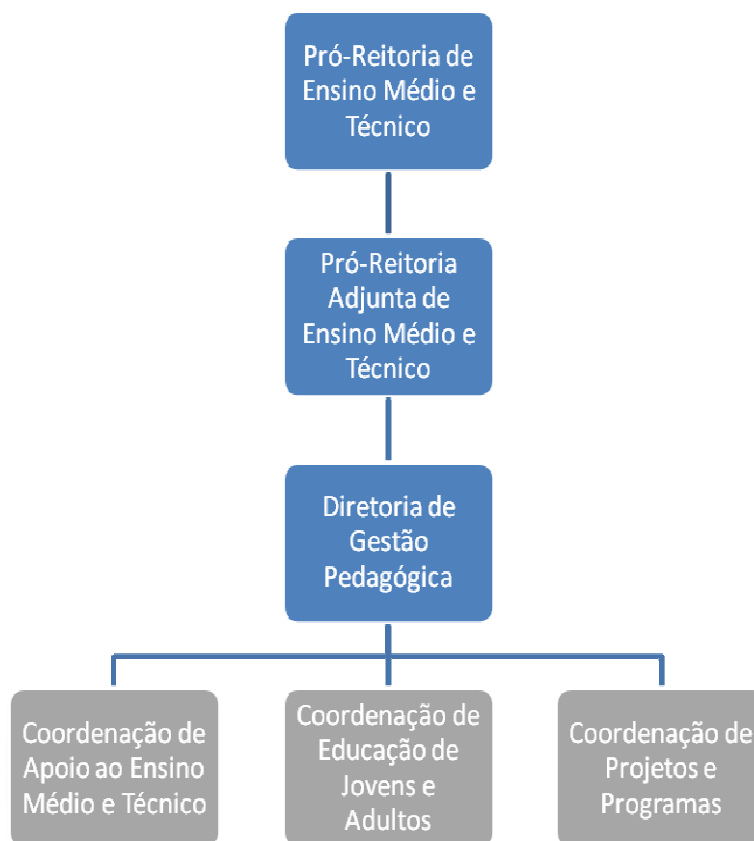 Pró-Reitoria de
Ensino Médio e
Técnico
Pró-Reitoria
Adjunta de
Ensino Médio e
Técnico
Diretoria de
Gestão
Pedagógica
Coordenação de
Apoio ao Ensino
Médio e Técnico
Coordenação de
Educação de
Jovens e
Adultos
Coordenação de
Projetos e
Programas